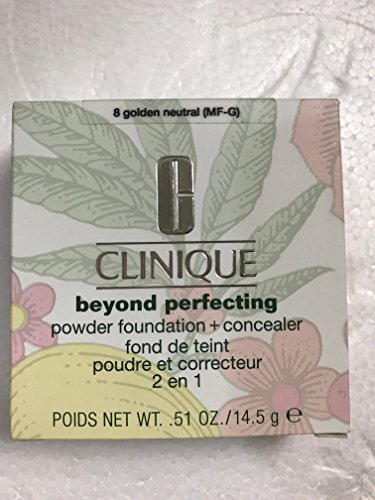 8 golden neutral (MF-G)
C
CLINIQUE
beyond perfecting
powder foundation + concealer
fond de teint
poudre et correcteur
2 en 1
POIDS NET WT. .51 OZ./14.5 g ℮